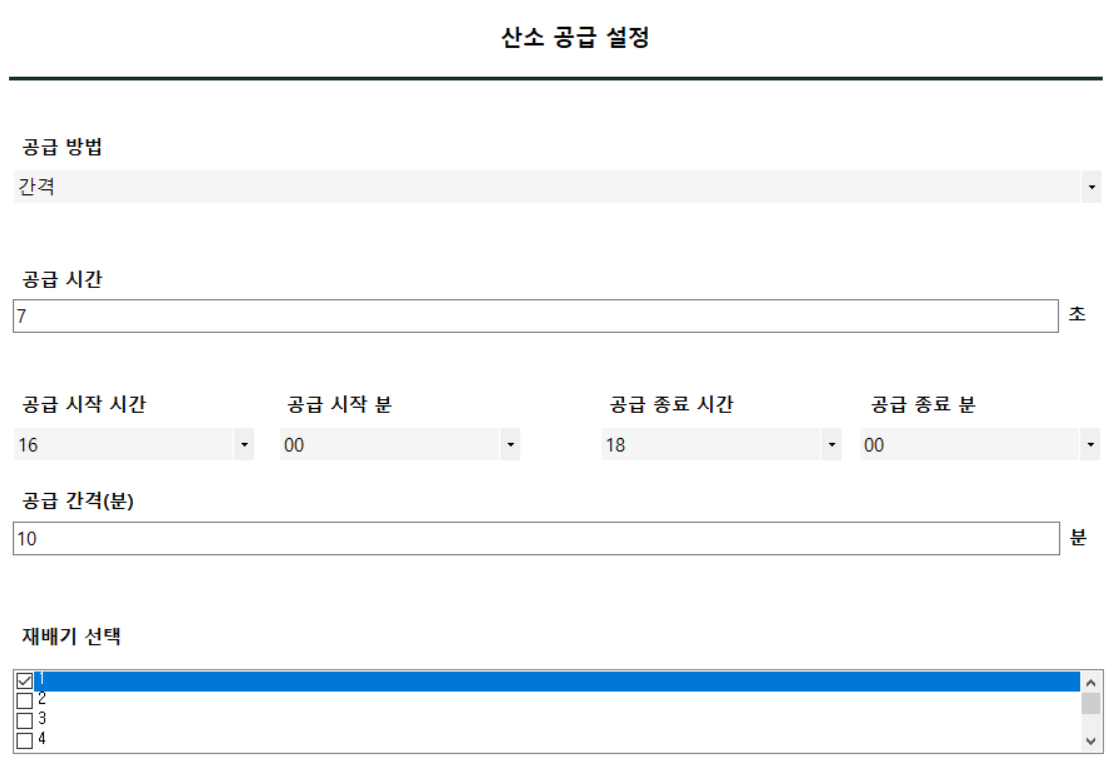 산소 공급 설정
공급 방법
간격
공급 시간
7 초
공급 시작 시간 공급 시작 분 공급 종료 시간 공급 종료 분
16 00 18 00
공급 간격(분)
10 분
재배기 선택
1
2
3
4